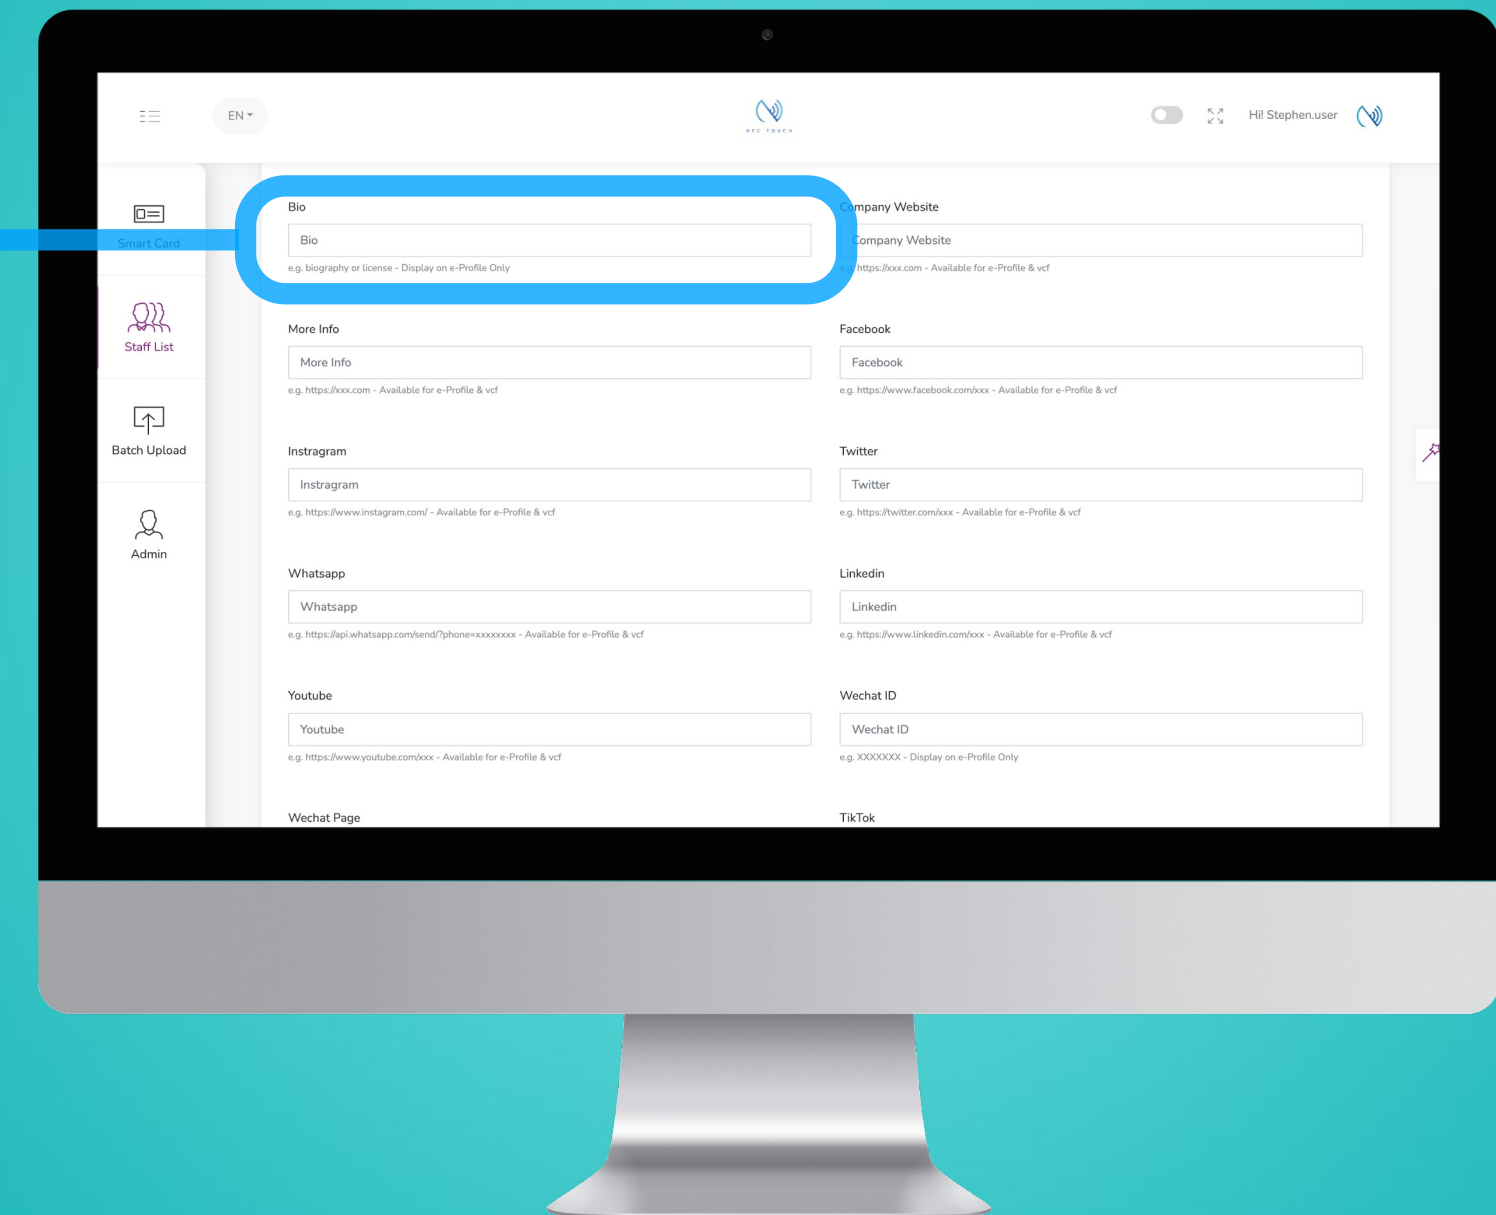 EN
NFC TOUCH
Hi! Stephen.user
Smart Card
Staff List
Batch Upload
Admin
Bio
Bio
e.g. biography or license - Display on e-Profile Only
Company Website
Company Website
e.g. https://xxx.com - Available for e-Profile & vcf
More Info
More Info
e.g. https://xxx.com - Available for e-Profile & vcf
Facebook
Facebook
e.g. https://www.facebook.com/xxx - Available for e-Profile & vcf
Instragram
Instragram
e.g. https://www.instagram.com/ - Available for e-Profile & vcf
Twitter
Twitter
e.g. https://twitter.com/xxx - Available for e-Profile & vcf
Whatsapp
Whatsapp
e.g. https://api.whatsapp.com/send/?phone=xxxxxxxx - Available for e-Profile & vcf
Linkedin
Linkedin
e.g. https://www.linkedin.com/xxx - Available for e-Profile & vcf
Youtube
Youtube
e.g. https://www.youtube.com/xxx - Available for e-Profile & vcf
Wechat ID
Wechat ID
e.g. XXXXXXX - Display on e-Profile Only
Wechat Page
TikTok